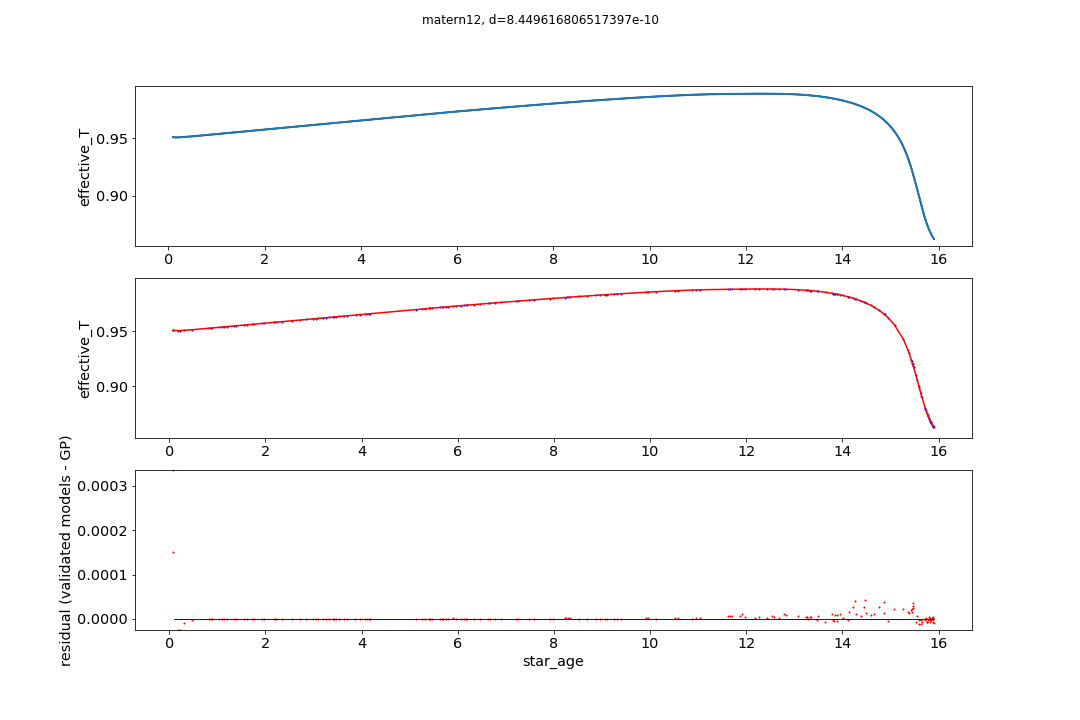 matern12, d=8.449616806517397e-10
effective_T
0.95
0.90
0 2 4 6 8 10 12 14 16
effective_T
0.95
0.90
0 2 4 6 8 10 12 14 16
residual (validated models - GP)
0.0003
0.0002
0.0001
0.0000
0 2 4 6 8 10 12 14 16
star_age